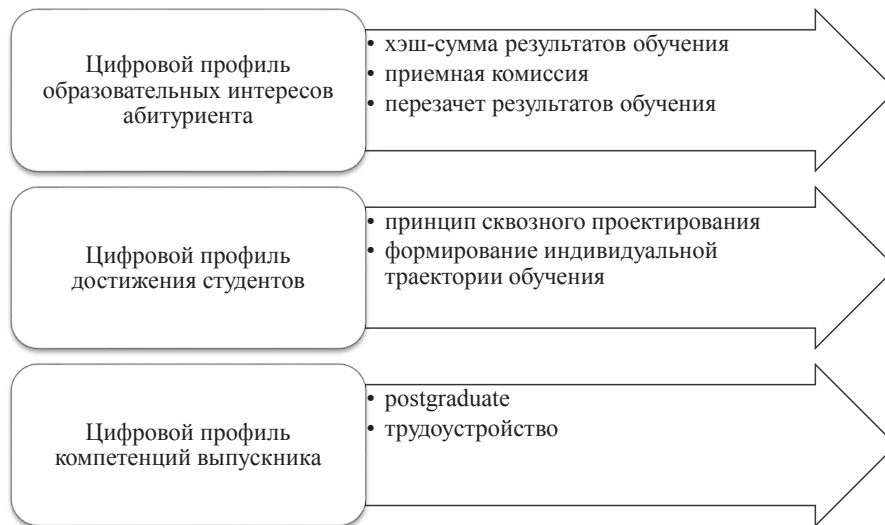 Цифровой профиль
образовательных интересов
абитуриента
• хэш-сумма результатов обучения
• приемная комиссия
• перезачет результатов обучения
Цифровой профиль
достижения студентов
• принцип сквозного проектирования
• формирование индивидуальной
траектории обучения
Цифровой профиль
компетенций выпускника
• postgraduate
• трудоустройство